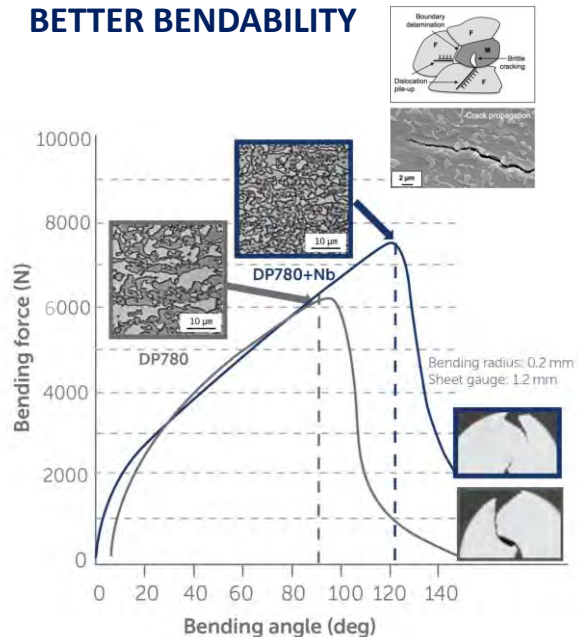 BETTER BENDABILITY
Boundary
delamination
F
F
M
Brittle
cracking
Dislocation
pile-up
F
Crack propagation
2 µm
10000
8000
6000
4000
2000
0
Bending force (N)
10 µm
DP780+Nb
10 µm
DP780
Bending radius: 0.2 mm
Sheet gauge: 1.2 mm
0 20 40 60 80 100 120 140
Bending angle (deg)